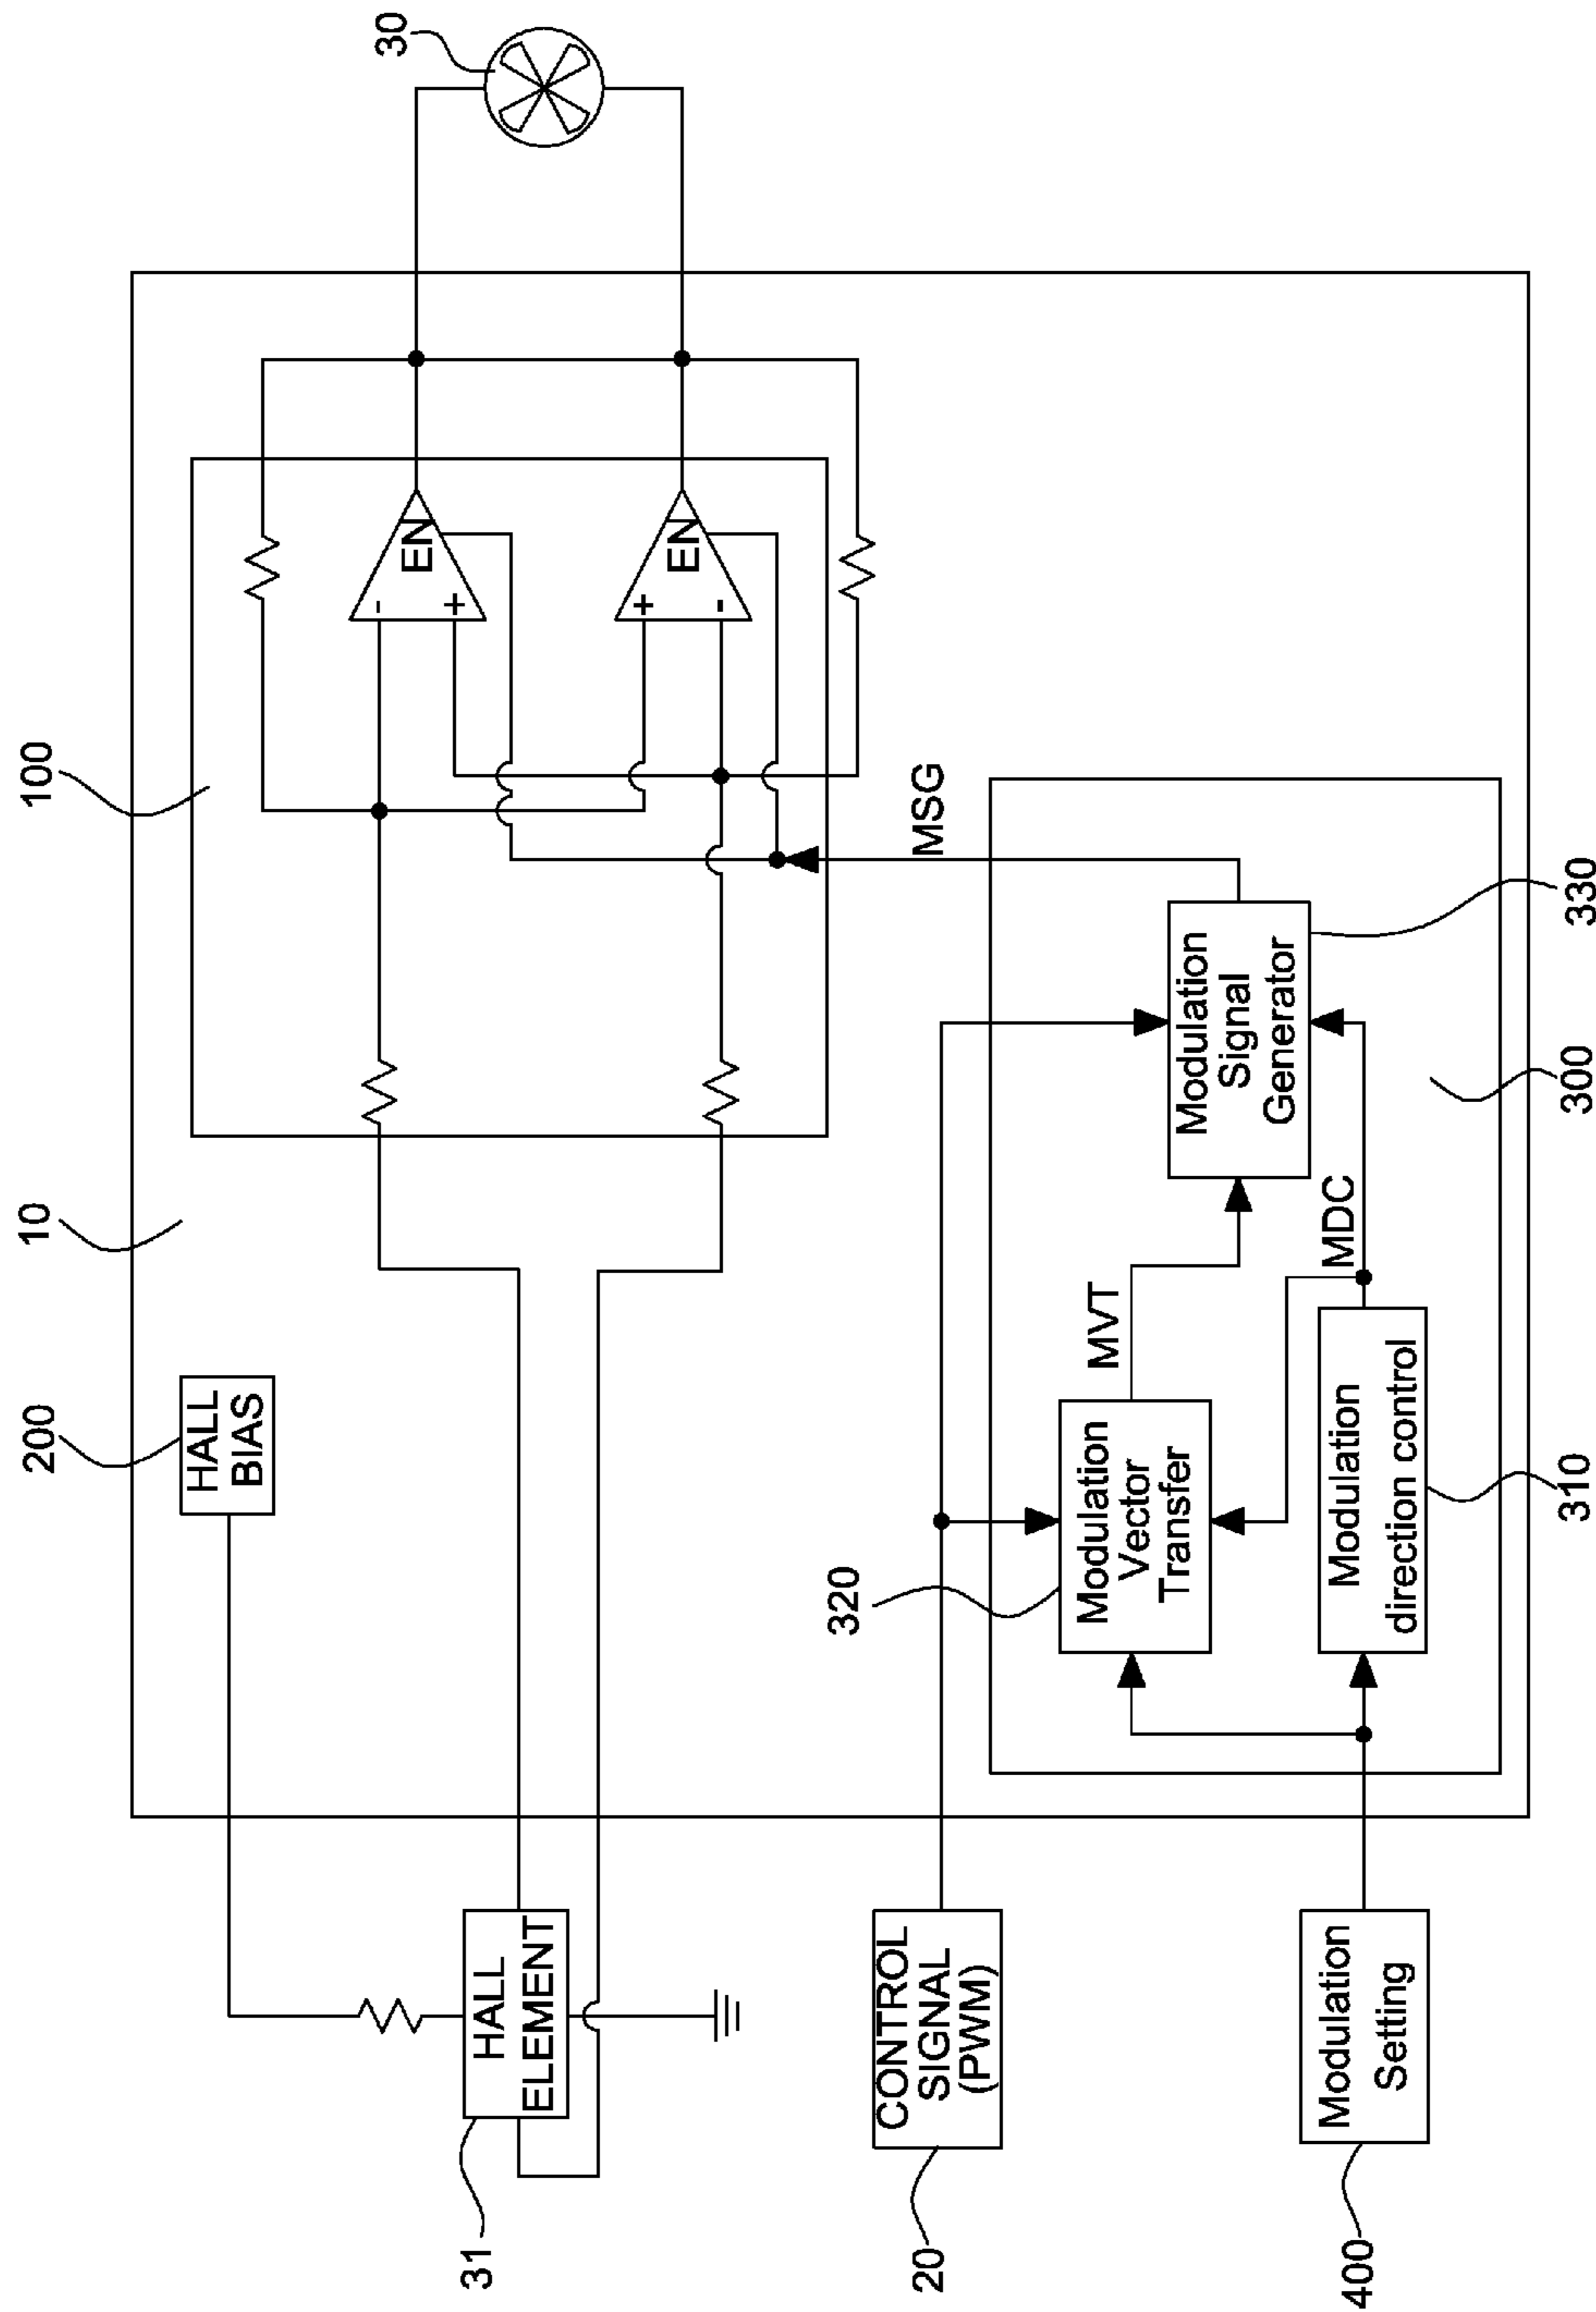 10
100
30
200
HALL
BIAS
-
+
EN
+
-
EN
31
HALL
ELEMENT
MSG
320
CONTROL
SIGNAL
(PWM)
20
Modulation
Vector
Transfer
MVT
Modulation
Signal
Generator
330
MDC
Modulation
direction control
310
300
Modulation
Setting
400